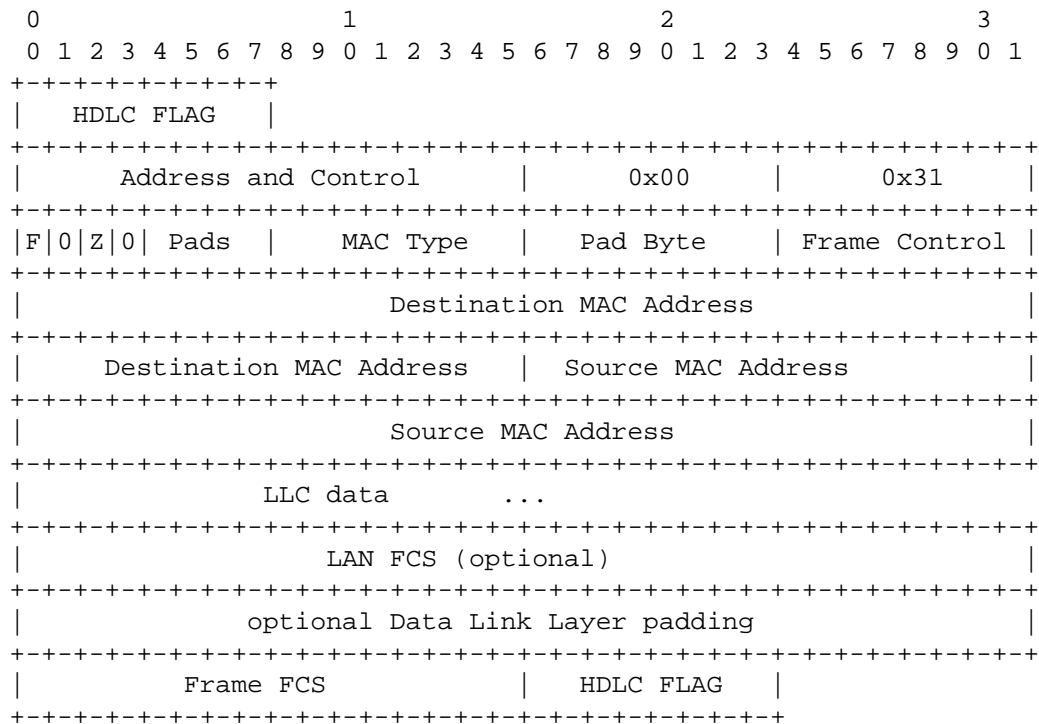 0                   1                   2                   3
 0 1 2 3 4 5 6 7 8 9 0 1 2 3 4 5 6 7 8 9 0 1 2 3 4 5 6 7 8 9 0 1
+-+-+-+-+-+-+-+-+
|   HDLC FLAG   |
+-+-+-+-+-+-+-+-+-+-+-+-+-+-+-+-+-+-+-+-+-+-+-+-+-+-+-+-+-+-+-+-+
|      Address and Control      |      0x00     |      0x31     |
+-+-+-+-+-+-+-+-+-+-+-+-+-+-+-+-+-+-+-+-+-+-+-+-+-+-+-+-+-+-+-+-+
|F|0|Z|0| Pads  |    MAC Type   |   Pad Byte    | Frame Control |
+-+-+-+-+-+-+-+-+-+-+-+-+-+-+-+-+-+-+-+-+-+-+-+-+-+-+-+-+-+-+-+-+
|                       Destination MAC Address                 |
+-+-+-+-+-+-+-+-+-+-+-+-+-+-+-+-+-+-+-+-+-+-+-+-+-+-+-+-+-+-+-+-+
|     Destination MAC Address   |  Source MAC Address           |
+-+-+-+-+-+-+-+-+-+-+-+-+-+-+-+-+-+-+-+-+-+-+-+-+-+-+-+-+-+-+-+-+
|                       Source MAC Address                      |
+-+-+-+-+-+-+-+-+-+-+-+-+-+-+-+-+-+-+-+-+-+-+-+-+-+-+-+-+-+-+-+-+
|               LLC data       ...
+-+-+-+-+-+-+-+-+-+-+-+-+-+-+-+-+-+-+-+-+-+-+-+-+-+-+-+-+-+-+-+-+
|                   LAN FCS (optional)                          |
+-+-+-+-+-+-+-+-+-+-+-+-+-+-+-+-+-+-+-+-+-+-+-+-+-+-+-+-+-+-+-+-+
|              optional Data Link Layer padding                 |
+-+-+-+-+-+-+-+-+-+-+-+-+-+-+-+-+-+-+-+-+-+-+-+-+-+-+-+-+-+-+-+-+
|          Frame FCS            |   HDLC FLAG   |
+-+-+-+-+-+-+-+-+-+-+-+-+-+-+-+-+-+-+-+-+-+-+-+-+